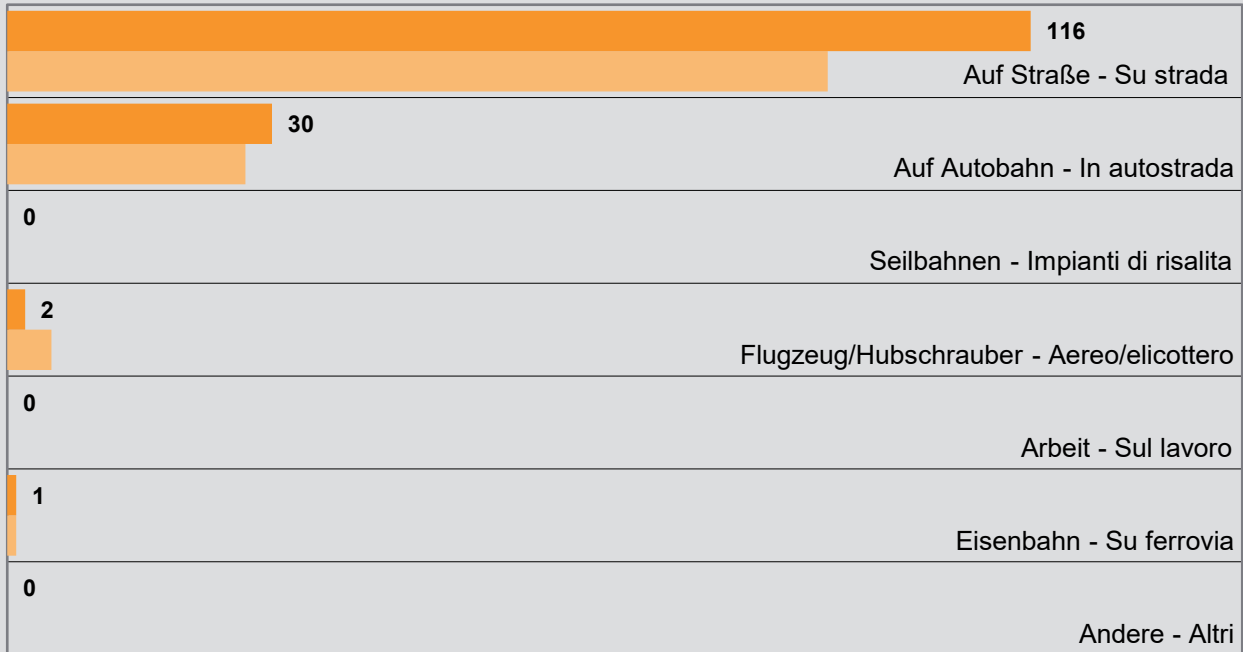 116
Auf Straße - Su strada
30
Auf Autobahn - In autostrada
0
Seilbahnen - Impianti di risalita
2
Flugzeug/Hubschrauber - Aereo/elicottero
0
Arbeit - Sul lavoro
1
Eisenbahn - Su ferrovia
0
Andere - Altri